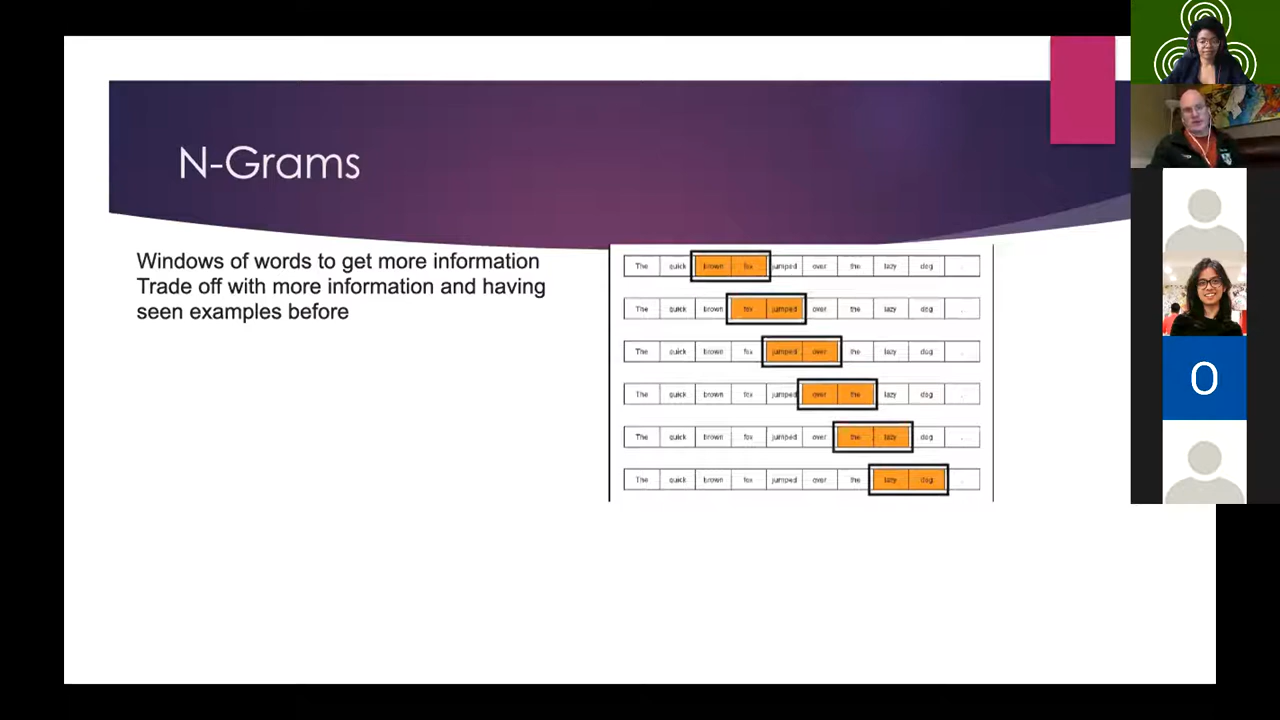 N-Grams
Windows of words to get more information
Trade off with more information and having
seen examples before
The quick brown fox jumped over the lazy dog .
The quick brown fox jumped over the lazy dog .
The quick brown fox jumped over the lazy dog .
The quick brown fox jumped over the lazy dog .
The quick brown fox jumped over the lazy dog .
The quick brown fox jumped over the lazy dog .
O